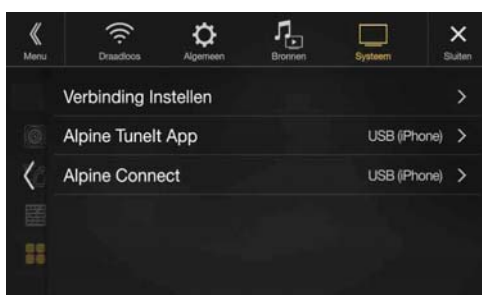 Menu
Draadloos
Algemeen
Bronnen
Systeem
Sluiten
Verbinding Instellen
Alpine TuneIt App USB (iPhone)
Alpine Connect USB (iPhone)